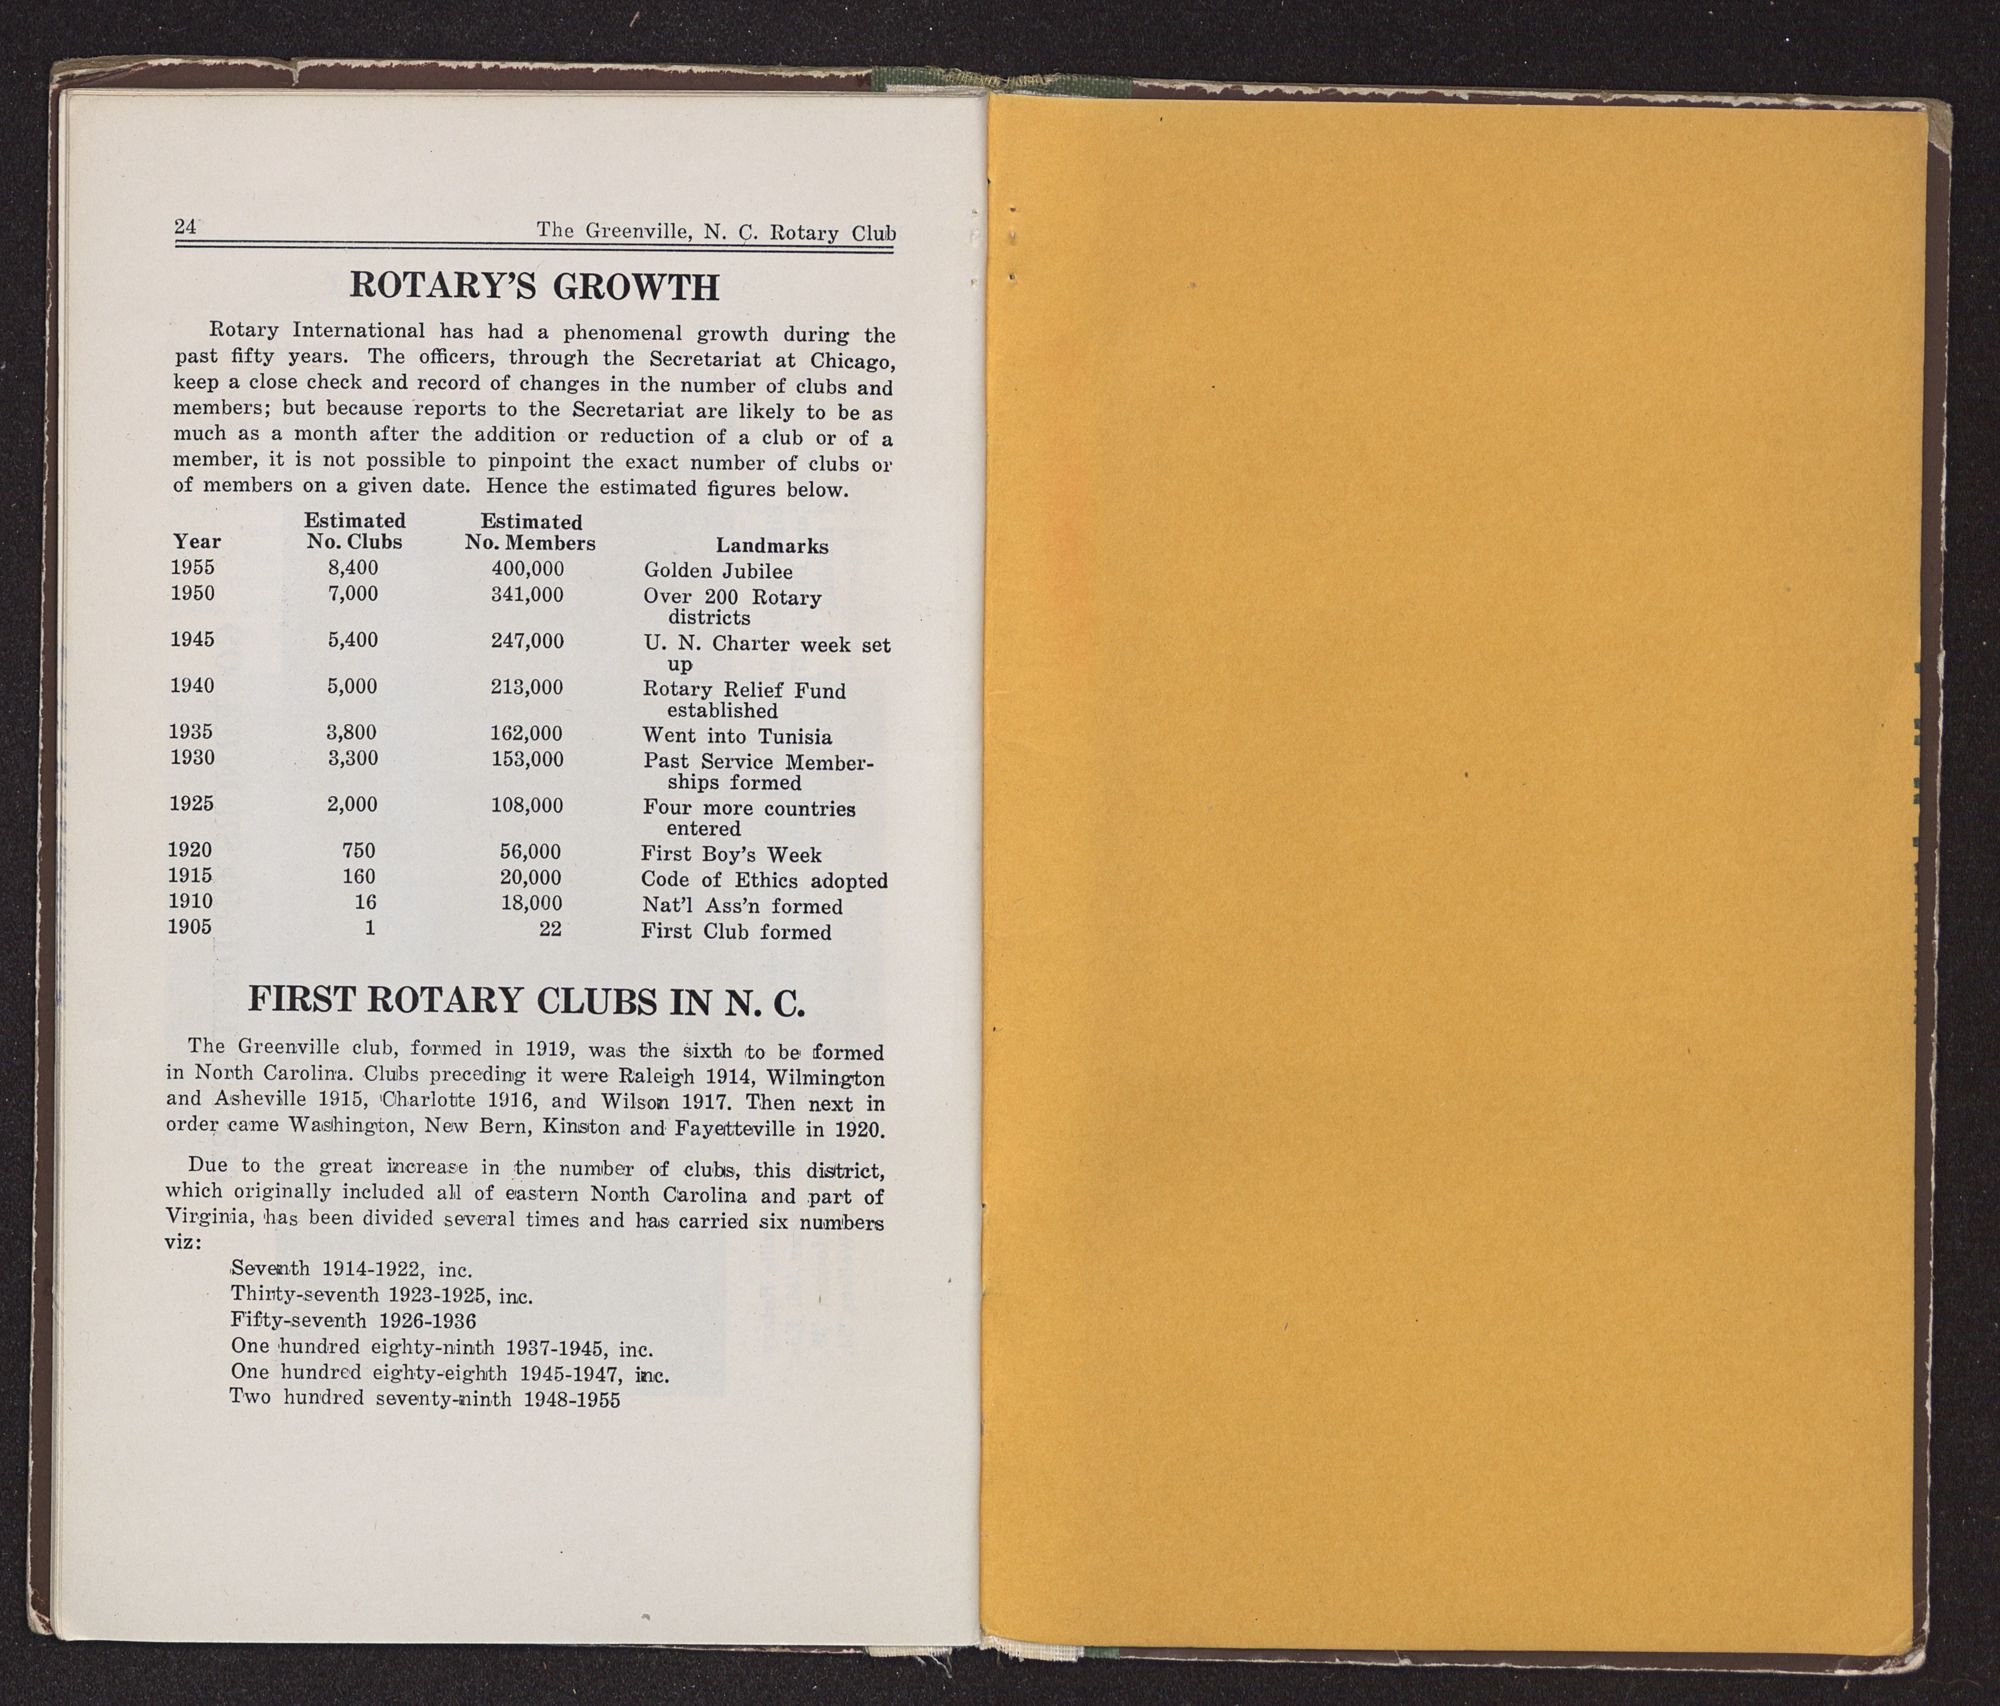 24 The Greenville, N. C. Rotary Club
ROTARY'S GROWTH
Rotary International has had a phenomenal growth during the
past fifty years. The officers, through the Secretariat at Chicago,
keep a close check and record of changes in the number of clubs and
members; but because reports to the Secretariat are likely to be as
much as a month after the addition or reduction of a club or of a
member, it is not possible to pinpoint the exact number of clubs or
of members on a given date. Hence the estimated figures below.
Estimated Estimated
Year No. Clubs No. Members Landmarks
1955 8,400 400,000 Golden Jubilee
1950 7,000 341,000 Over 200 Rotary
districts
1945 5,400 247,000 U. N. Charter week set
up
1940 5,000 213,000 Rotary Relief Fund
established
1935 3,800 162,000 Went into Tunisia
1930 3,300 153,000 Past Service Member-
ships formed
1925 2,000 108,000 Four more countries
entered
1920 750 56,000 First Boy's Week
1915 160 20,000 Code of Ethics adopted
1910 16 18,000 Nat'l Ass'n formed
1905 1 22 First Club formed
FIRST ROTARY CLUBS IN N. C.
The Greenville club, formed in 1919, was the sixth to be formed
in North Carolina. Clubs preceding it were Raleigh 1914, Wilmington
and Asheville 1915, Charlotte 1916, and Wilson 1917. Then next in
order came Washington, New Bern, Kinston and Fayetteville in 1920.
Due to the great increase in the number of clubs, this district,
which originally included all of eastern North Carolina and part of
Virginia, has been divided several times and has carried six numbers
viz:
Seventh 1914-1922, inc.
Thirty-seventh 1923-1925, inc.
Fifty-seventh 1926-1936
One hundred eighty-ninth 1937-1945, inc.
One hundred eighty-eighth 1945-1947, inc.
Two hundred seventy-ninth 1948-1955